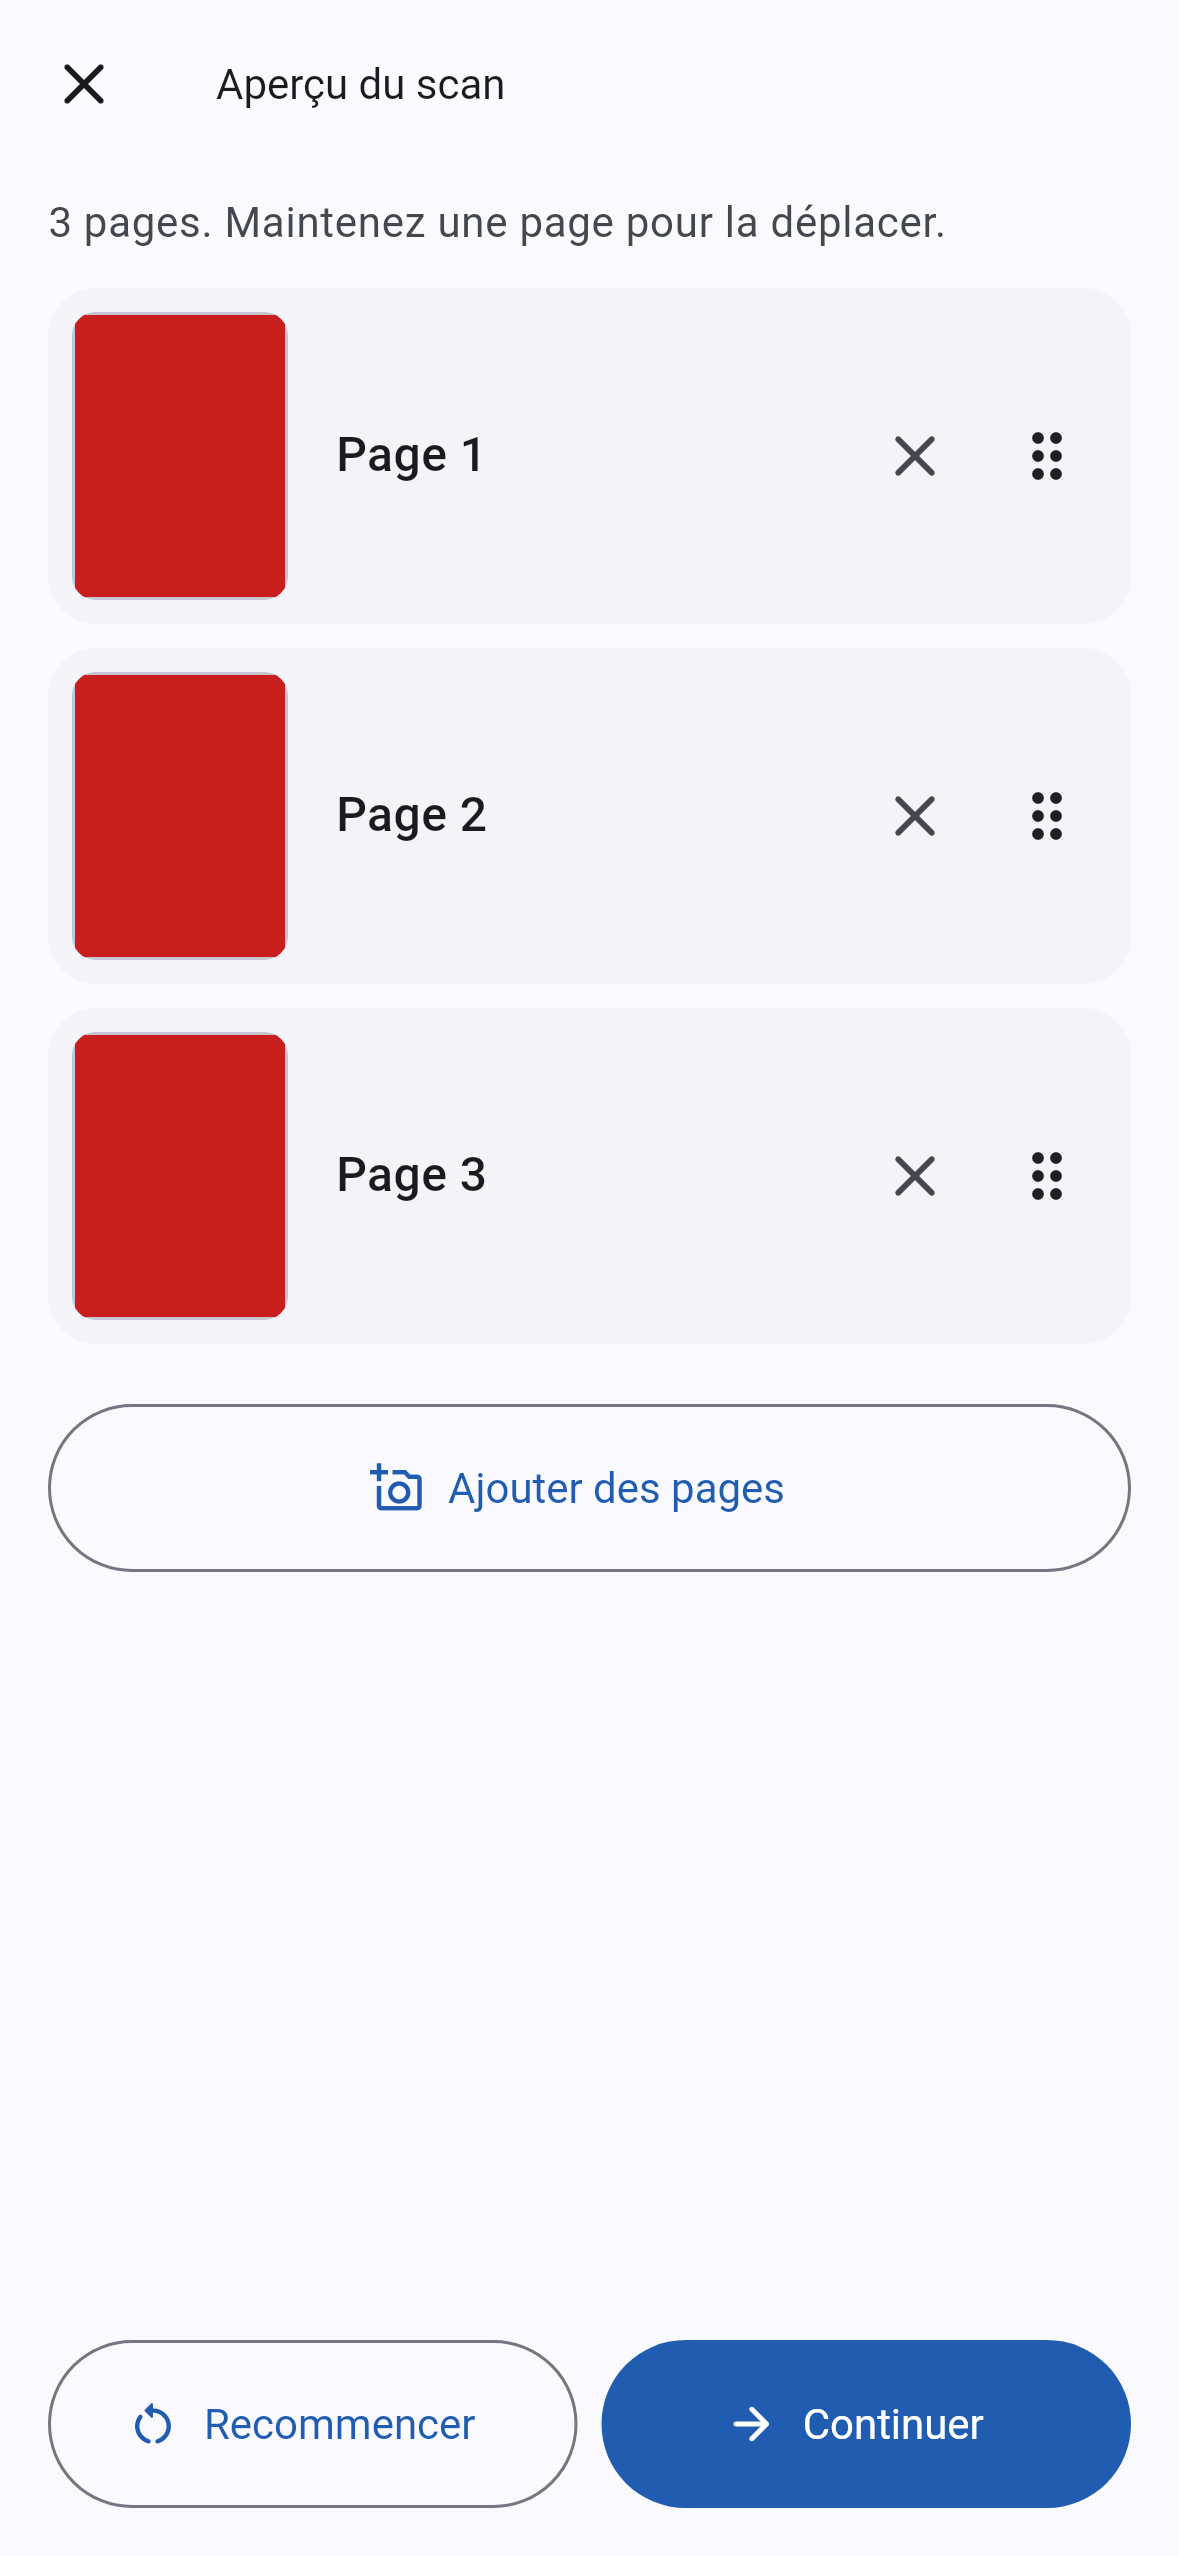 Aperçu du scan
3 pages. Maintenez une page pour la déplacer.
Page 1
Page 2
Page 3
Ajouter des pages
Recommencer
Continuer